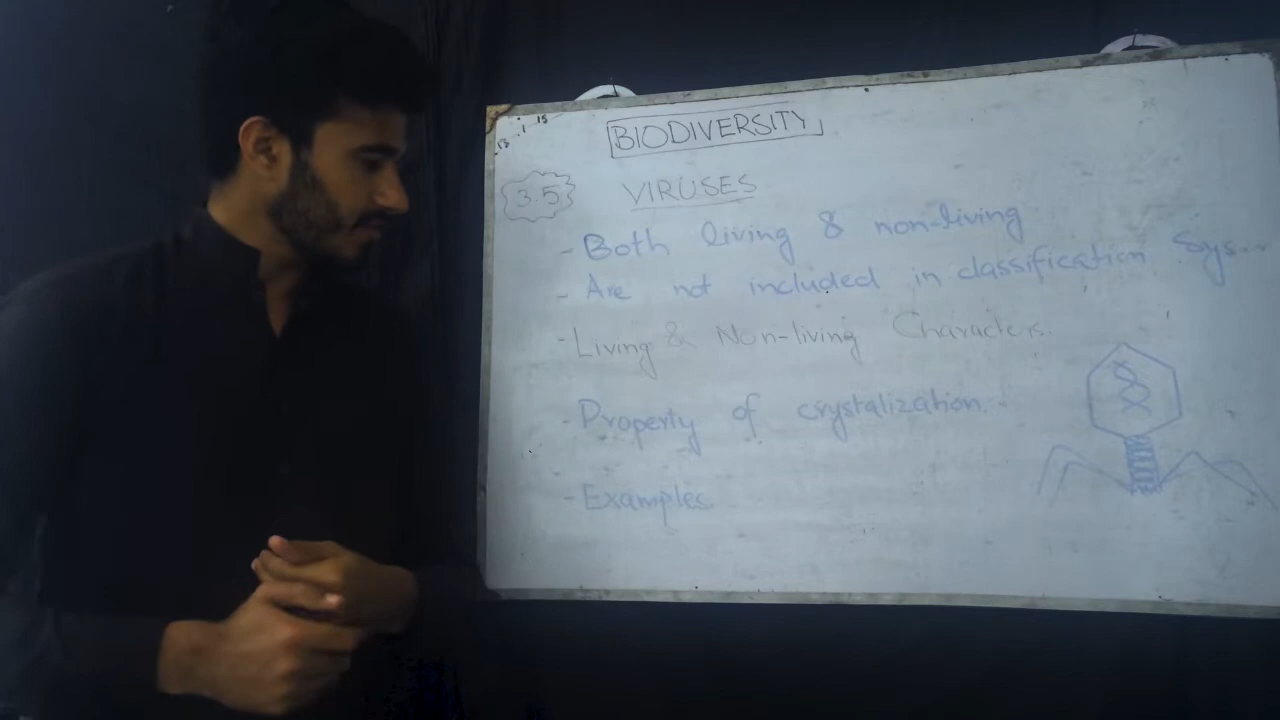 BIODIVERSITY
3.5 VIRUSES
- Both living & non-living
- Are not included in classification Sys...
- Living & Non-living Characters.
- Property of crystalization.
- Examples.